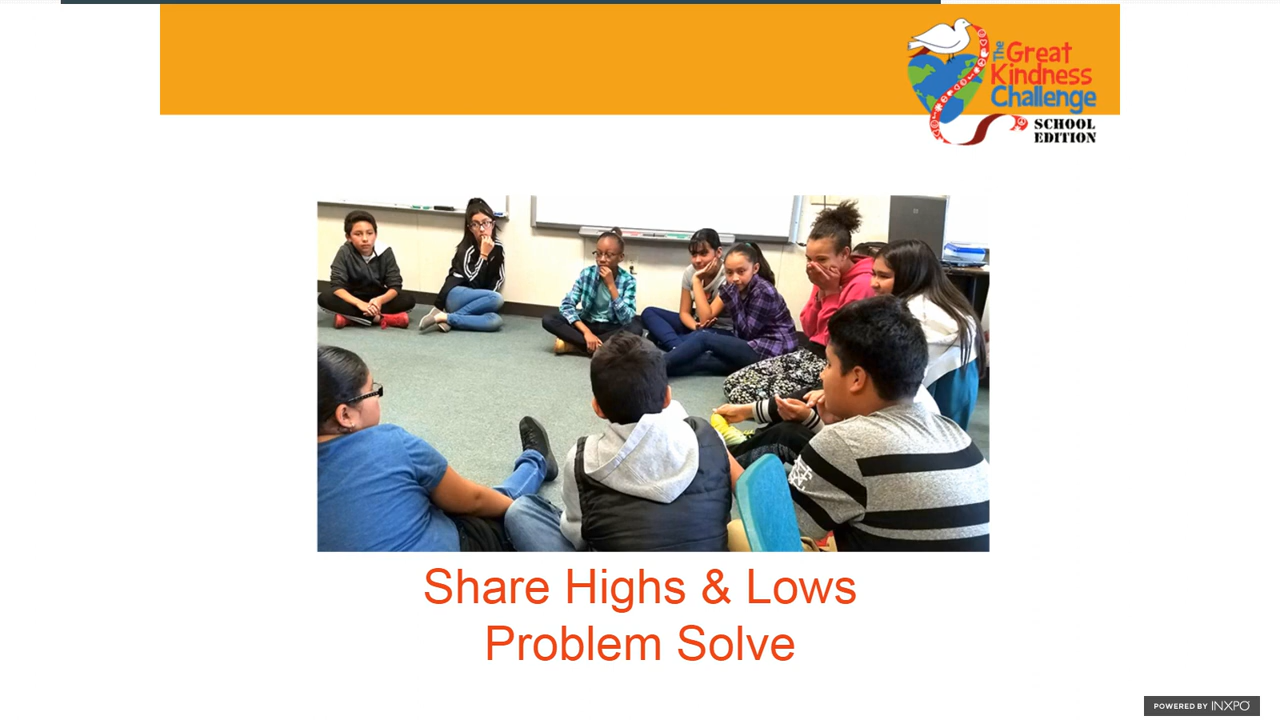 The
Great
Kindness
Challenge
SCHOOL
EDITION
Share Highs & Lows
Problem Solve
POWERED BY INXPO